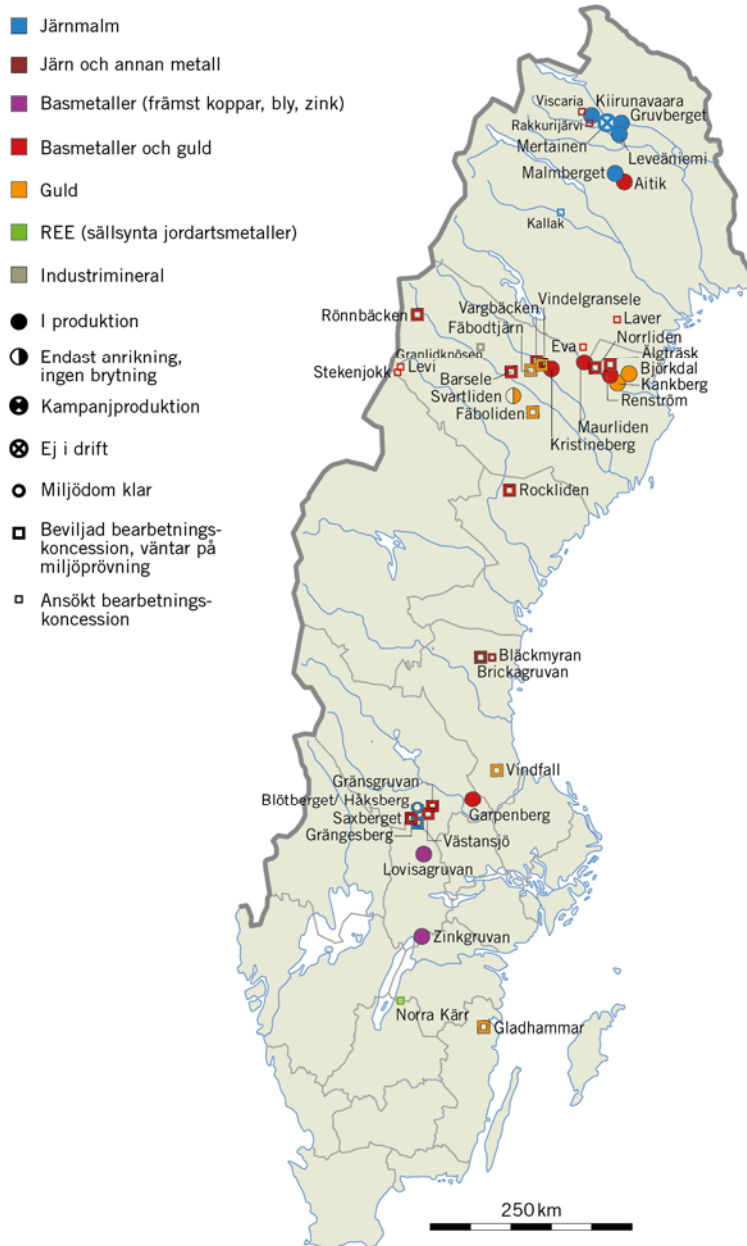 Järnmalm
Järn och annan metall
Basmetaller (främst koppar, bly, zink)
Basmetaller och guld
Guld
REE (sällsynta jordartsmetaller)
Industrimineral
I produktion
Endast anrikning,
ingen brytning
Kampanjproduktion
Ej i drift
Miljödom klar
Beviljad bearbetnings-
koncession, väntar på
miljöprövning
Ansökt bearbetnings-
koncession
Viscaria
Kiirunavaara
Gruvberget
Rakkurijärvi
Mertainen
Leveäniemi
Malmberget
Aitik
Kallak
Rönnbäcken
Vargbäcken
Vindelgransele
Fäbodtjärn
Laver
Norrliden
Granlidknösen
Eva
Älgträsk
Stekenjokk
Levi
Björkdal
Barsele
Kankberg
Svärtliden
Renström
Fäboliden
Maurliden
Kristineberg
Rockliden
Bläckmyran
Brickagruvan
Vindfall
Gränsgruvan
Blötberget/ Håksberg
Saxberget
Garpenberg
Grängesberg
Västansjö
Lovisagruvan
Zinkgruvan
Norra Kärr
Gladhammar
250 km